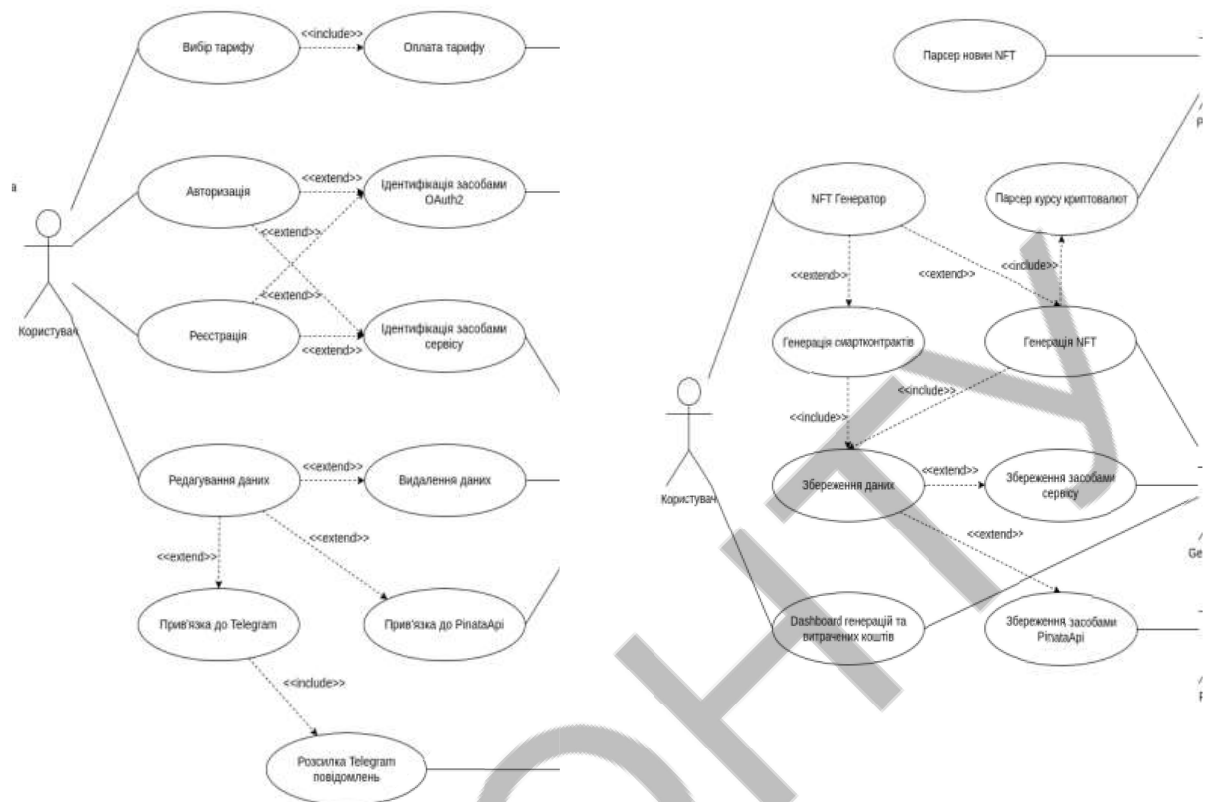 <<include>>
Вибір тарифу
Оплата тарифу
Авторизація
<<extend>>
Ідентифікація засобами
OAuth2
<<extend>>
<<extend>>
Реєстрація
<<extend>>
Ідентифікація засобами
сервісу
Користувач
Редагування даних
<<extend>>
Видалення даних
<<extend>>
<<extend>>
Прив'язка до Telegram
Прив'язка до PinataApi
<<include>>
Розсилка Telegram
повідомлень
Парсер новин NFT
NFT Генератор
Парсер курсу криптовалют
<<extend>>
<<extend>>
<<include>>
Генерація смартконтрактів
Генерація NFT
<<include>>
<<include>>
Користувач
Збереження даних
<<extend>>
Збереження засобами
сервісу
<<extend>>
Dashboard генерацій та
витрачених коштів
Збереження засобами
PinataApi
ОНТУ